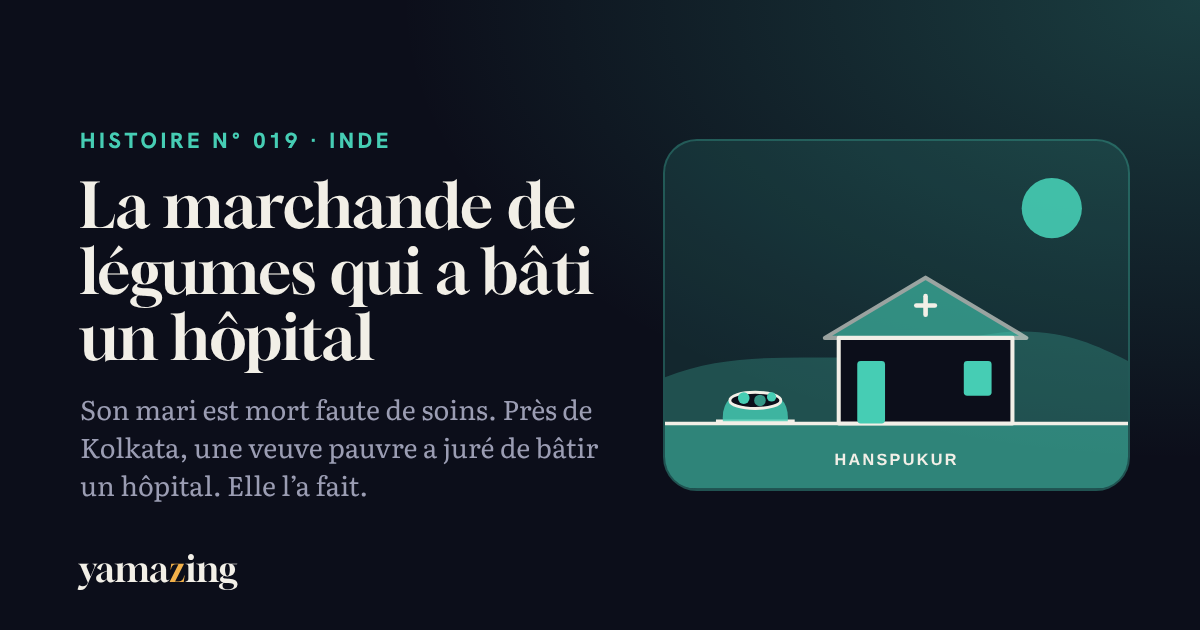 HISTOIRE N° 019 · INDE
La marchande de
légumes qui a bâti
un hôpital
Son mari est mort faute de soins. Près de
Kolkata, une veuve pauvre a juré de bâtir
un hôpital. Elle l’a fait.
yamazing
HANSPUKUR